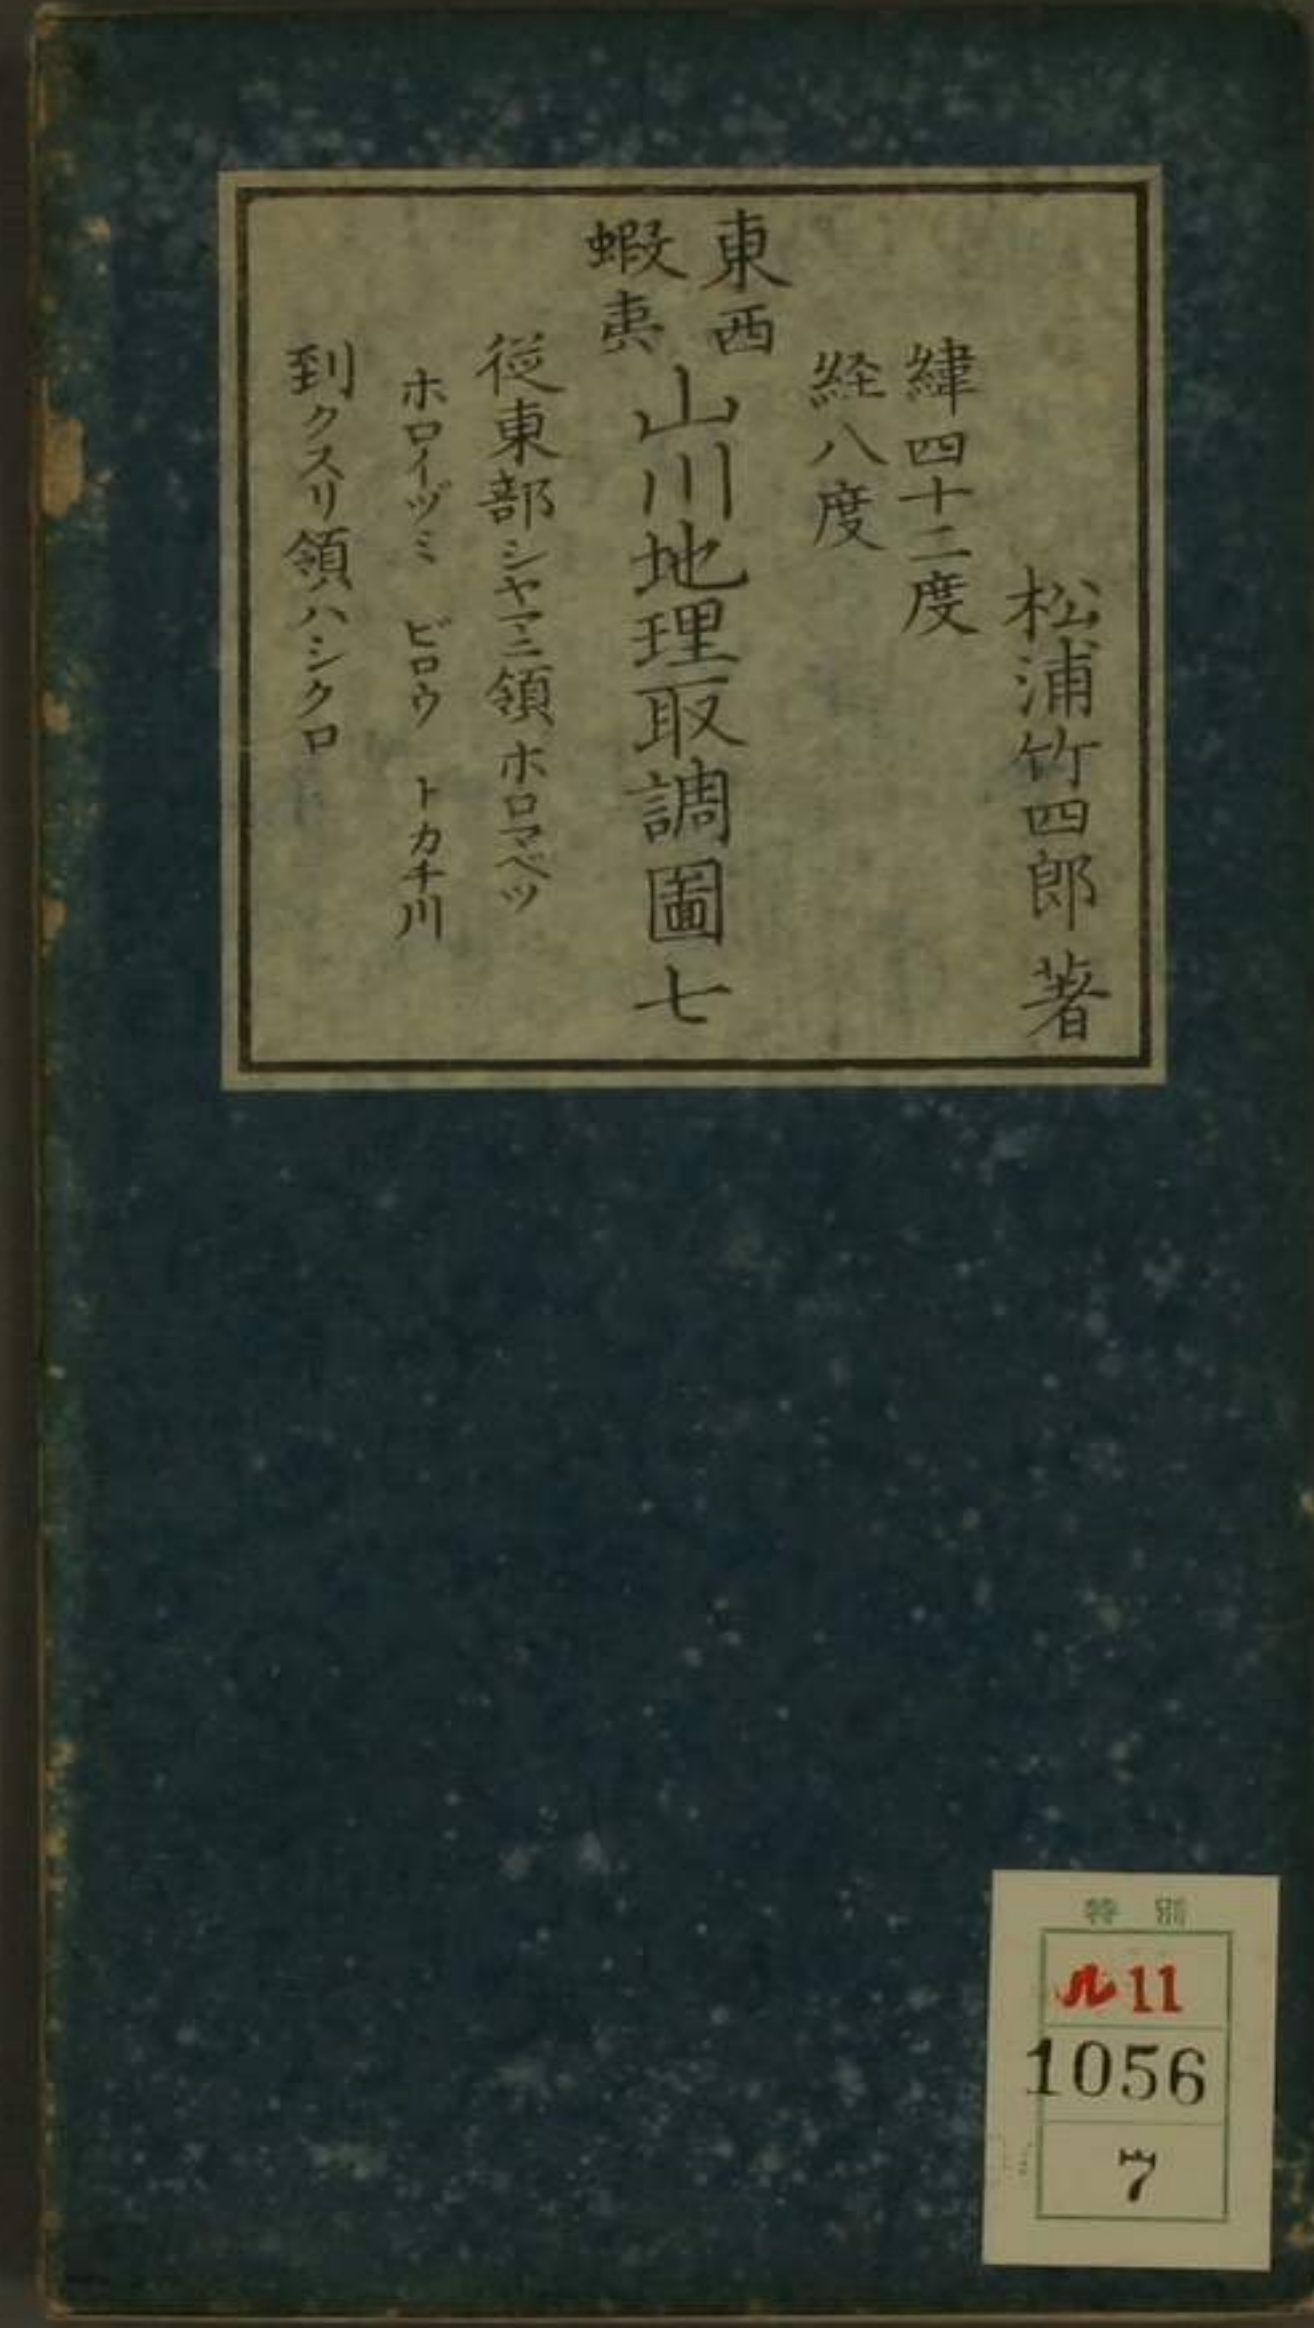 松浦竹四郎著
緯四十二度
経八度
東西
蝦夷
山川地理取調圖七
従東部シヤマニ領ホロマベツ
ホロイヅミ ビロウ トカチ川
到クスリ領ハシクロ
特別
ル11
1056
7